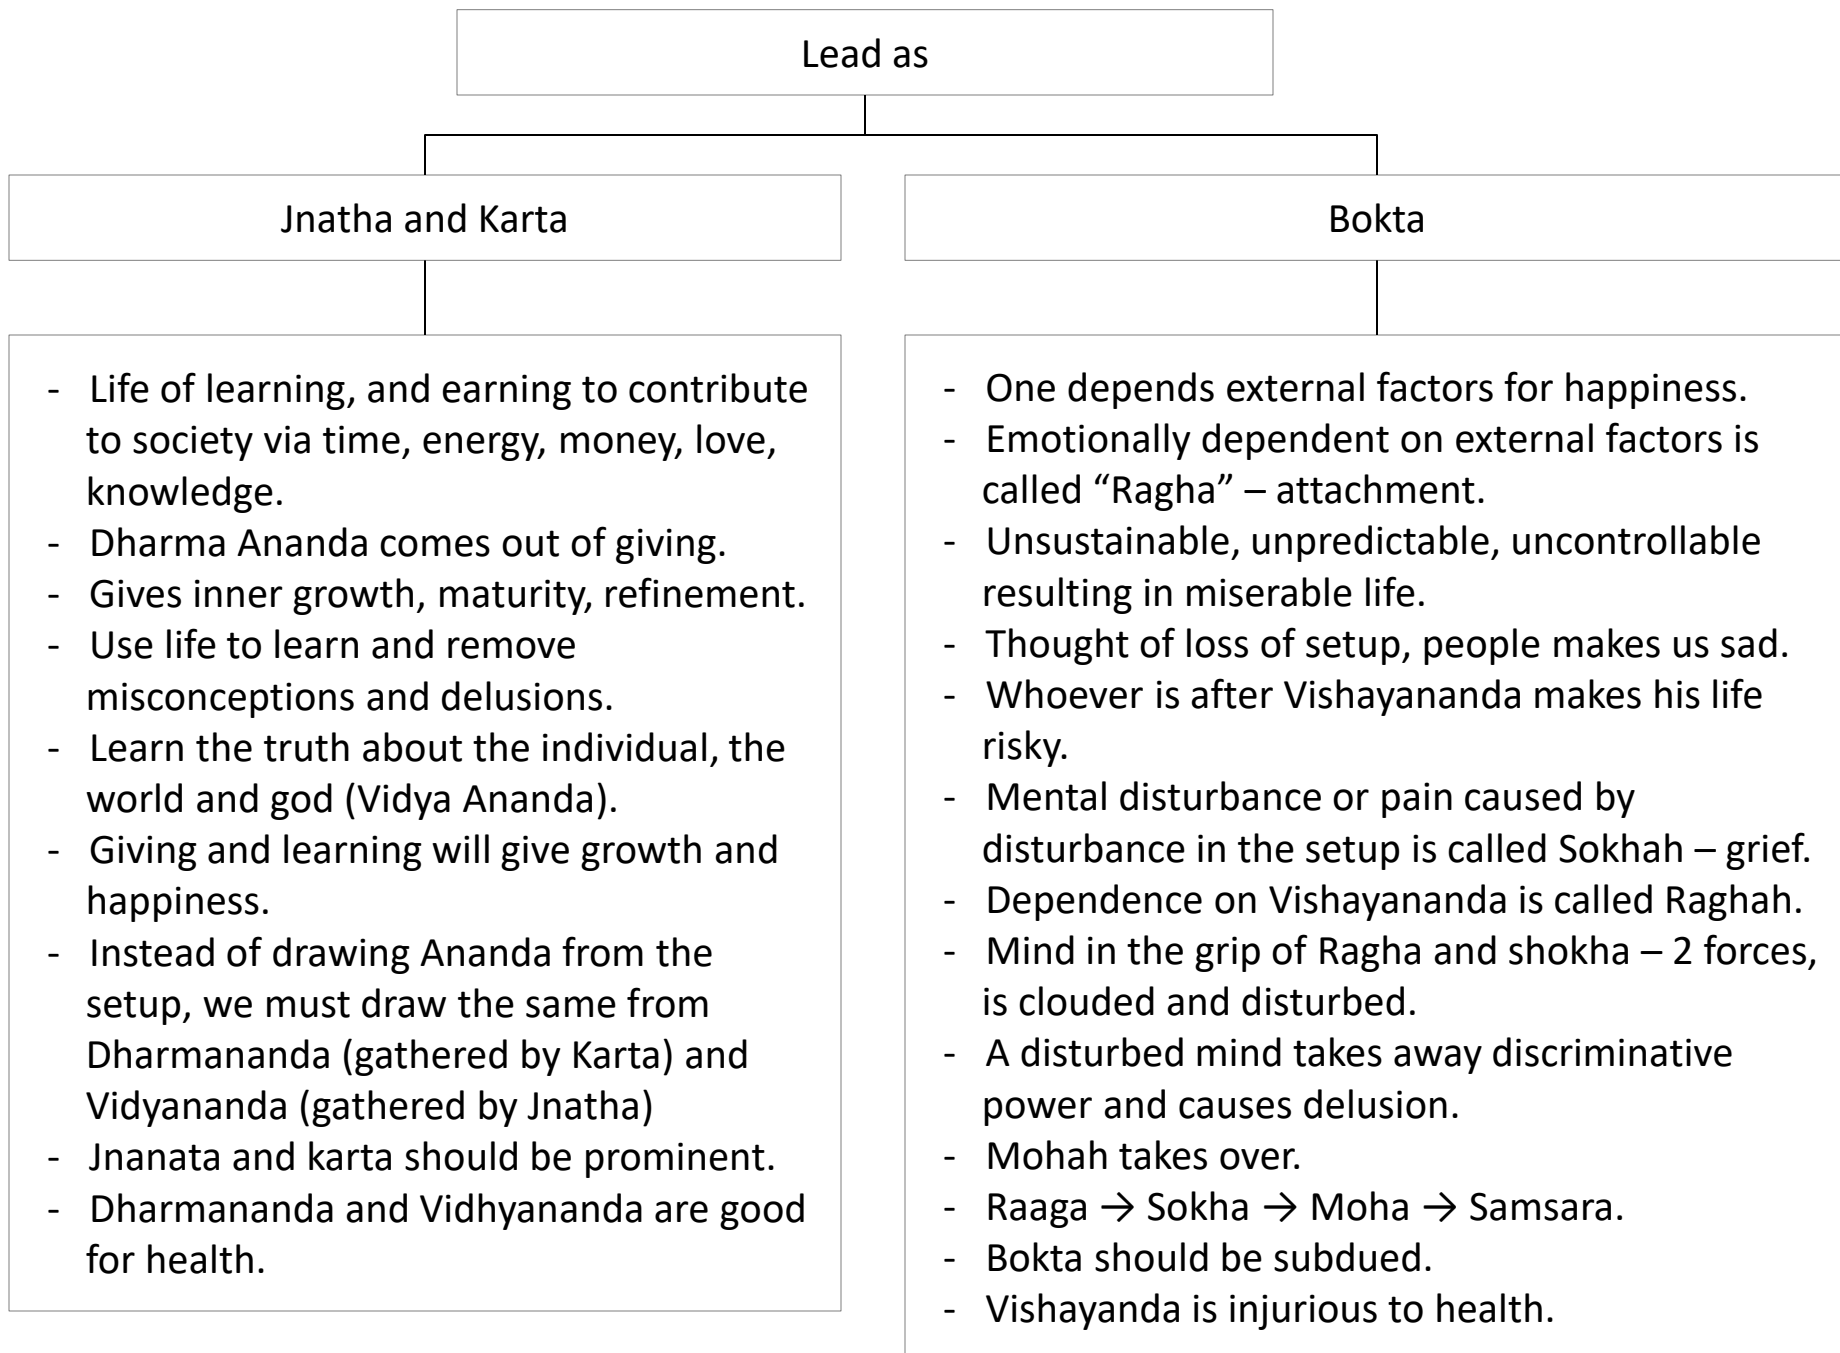 Lead as
Jnatha and Karta
- Life of learning, and earning to contribute
to society via time, energy, money, love,
knowledge.
- Dharma Ananda comes out of giving.
- Gives inner growth, maturity, refinement.
- Use life to learn and remove
misconceptions and delusions.
- Learn the truth about the individual, the
world and god (Vidya Ananda).
- Giving and learning will give growth and
happiness.
- Instead of drawing Ananda from the
setup, we must draw the same from
Dharmananda (gathered by Karta) and
Vidyananda (gathered by Jnatha)
- Jnanata and karta should be prominent.
- Dharmananda and Vidhyananda are good
for health.
Bokta
- One depends external factors for happiness.
- Emotionally dependent on external factors is
called “Ragha” – attachment.
- Unsustainable, unpredictable, uncontrollable
resulting in miserable life.
- Thought of loss of setup, people makes us sad.
- Whoever is after Vishayananda makes his life
risky.
- Mental disturbance or pain caused by
disturbance in the setup is called Sokhah – grief.
- Dependence on Vishayananda is called Raghah.
- Mind in the grip of Ragha and shokha – 2 forces,
is clouded and disturbed.
- A disturbed mind takes away discriminative
power and causes delusion.
- Mohah takes over.
- Raaga → Sokha → Moha → Samsara.
- Bokta should be subdued.
- Vishayanda is injurious to health.